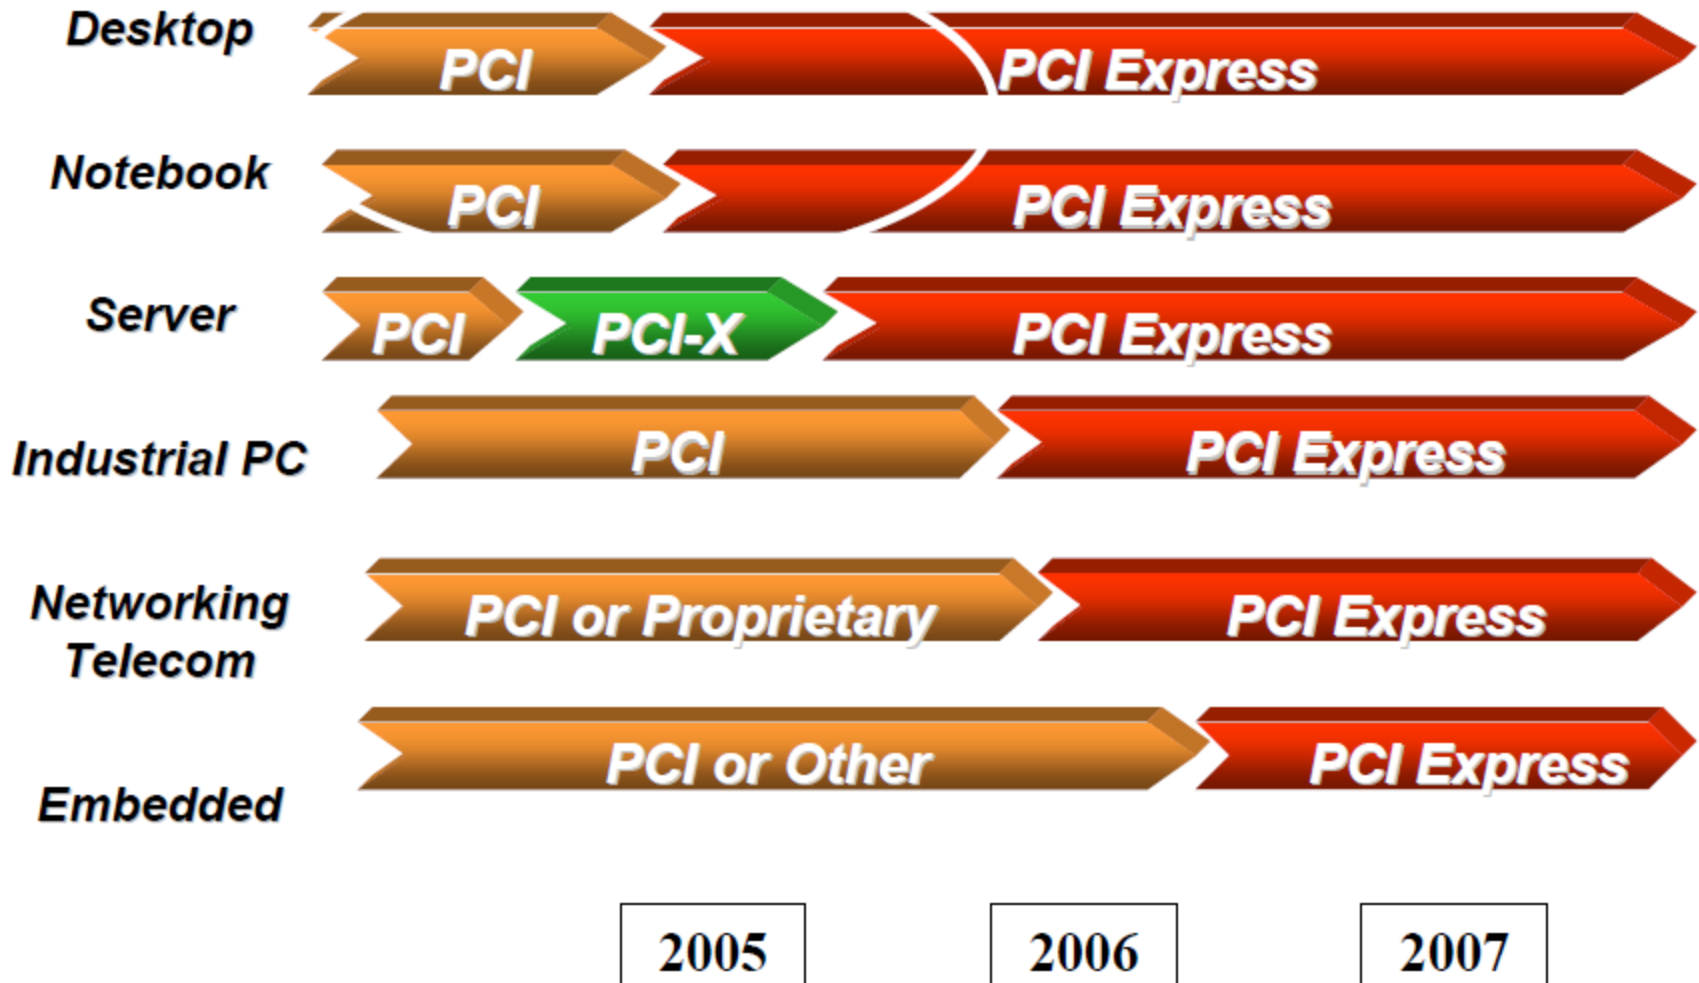 Desktop
PCI PCI Express
Notebook
PCI PCI Express
Server
PCI PCI-X PCI Express
Industrial PC
PCI PCI Express
Networking
Telecom
PCI or Proprietary PCI Express
Embedded
PCI or Other PCI Express
2005 2006 2007